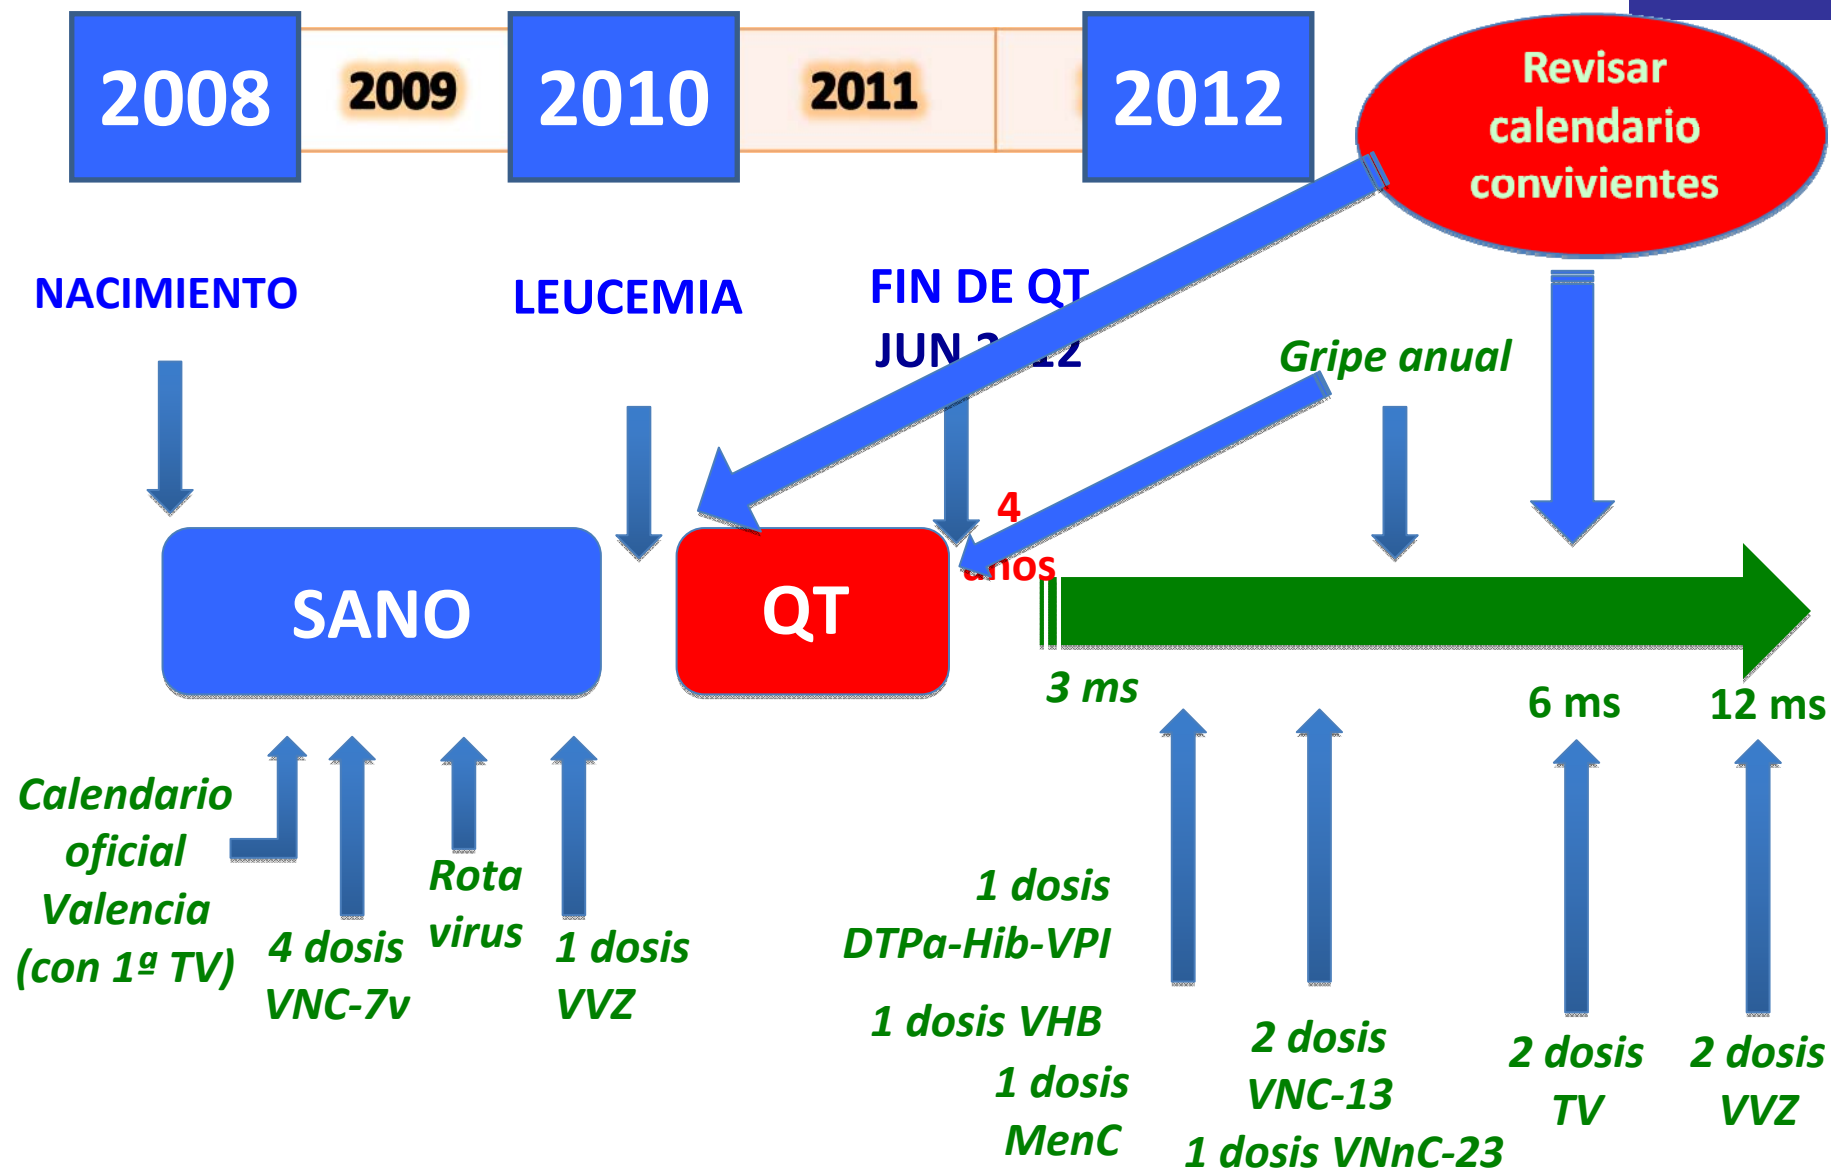 2008
2009
2010
2011
2012
Revisar
calendario
convivientes
NACIMIENTO
LEUCEMIA
FIN DE QT
JUN 2012
Gripe anual
4
años
SANO
QT
3 ms
6 ms
12 ms
Calendario
oficial
Valencia
(con 1ª TV)
4 dosis
VNC-7v
Rota
virus
1 dosis
VVZ
1 dosis
DTPa-Hib-VPI
1 dosis VHB
1 dosis
MenC
2 dosis
VNC-13
1 dosis VNnC-23
2 dosis
TV
2 dosis
VVZ